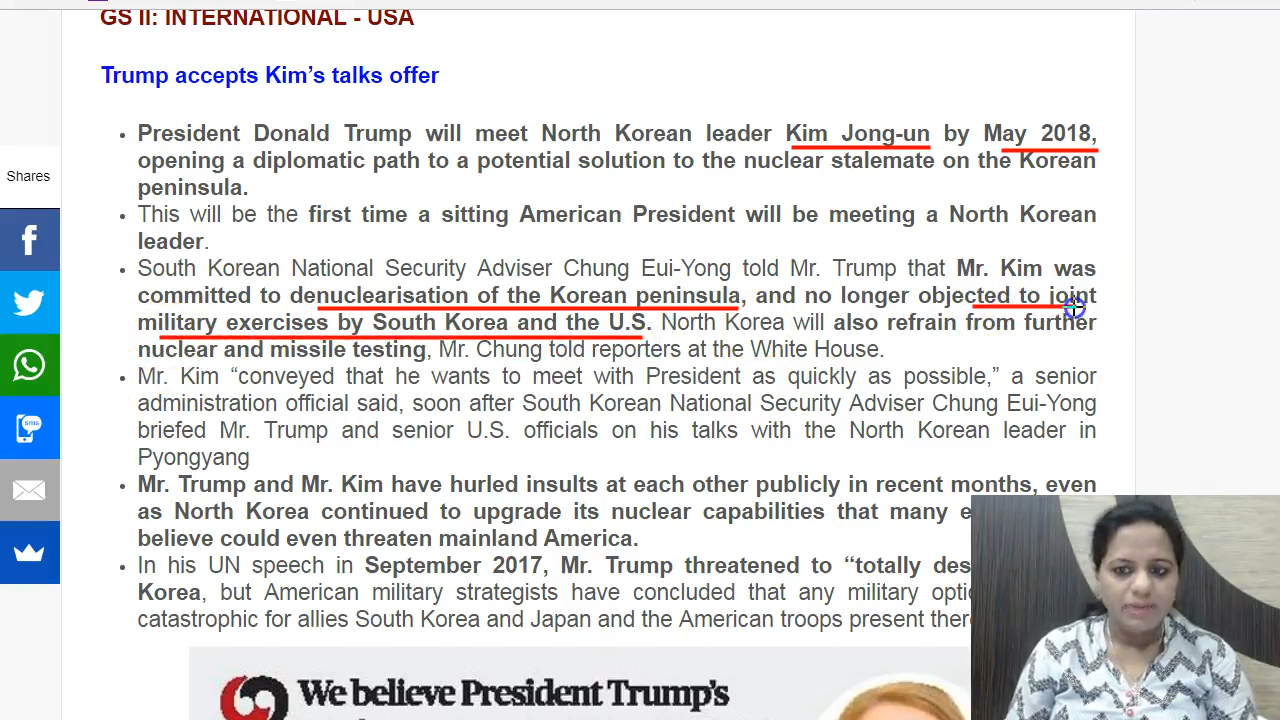 GS II: INTERNATIONAL - USA
Trump accepts Kim's talks offer
President Donald Trump will meet North Korean leader Kim Jong-un by May 2018,
opening a diplomatic path to a potential solution to the nuclear stalemate on the Korean
peninsula.
Shares
This will be the first time a sitting American President will be meeting a North Korean
leader.
South Korean National Security Adviser Chung Eui-Yong told Mr. Trump that Mr. Kim was
committed to denuclearisation of the Korean peninsula, and no longer objected to joint
military exercises by South Korea and the U.S. North Korea will also refrain from further
nuclear and missile testing, Mr. Chung told reporters at the White House.
Mr. Kim “conveyed that he wants to meet with President as quickly as possible,” a senior
administration official said, soon after South Korean National Security Adviser Chung Eui-Yong
briefed Mr. Trump and senior U.S. officials on his talks with the North Korean leader in
Pyongyang
sms
Mr. Trump and Mr. Kim have hurled insults at each other publicly in recent months, even
as North Korea continued to upgrade its nuclear capabilities that many
believe could even threaten mainland America.
In his UN speech in September 2017, Mr. Trump threatened to “totally
Korea, but American military strategists have concluded that any military
catastrophic for allies South Korea and Japan and the American troops present
We believe President Trump's